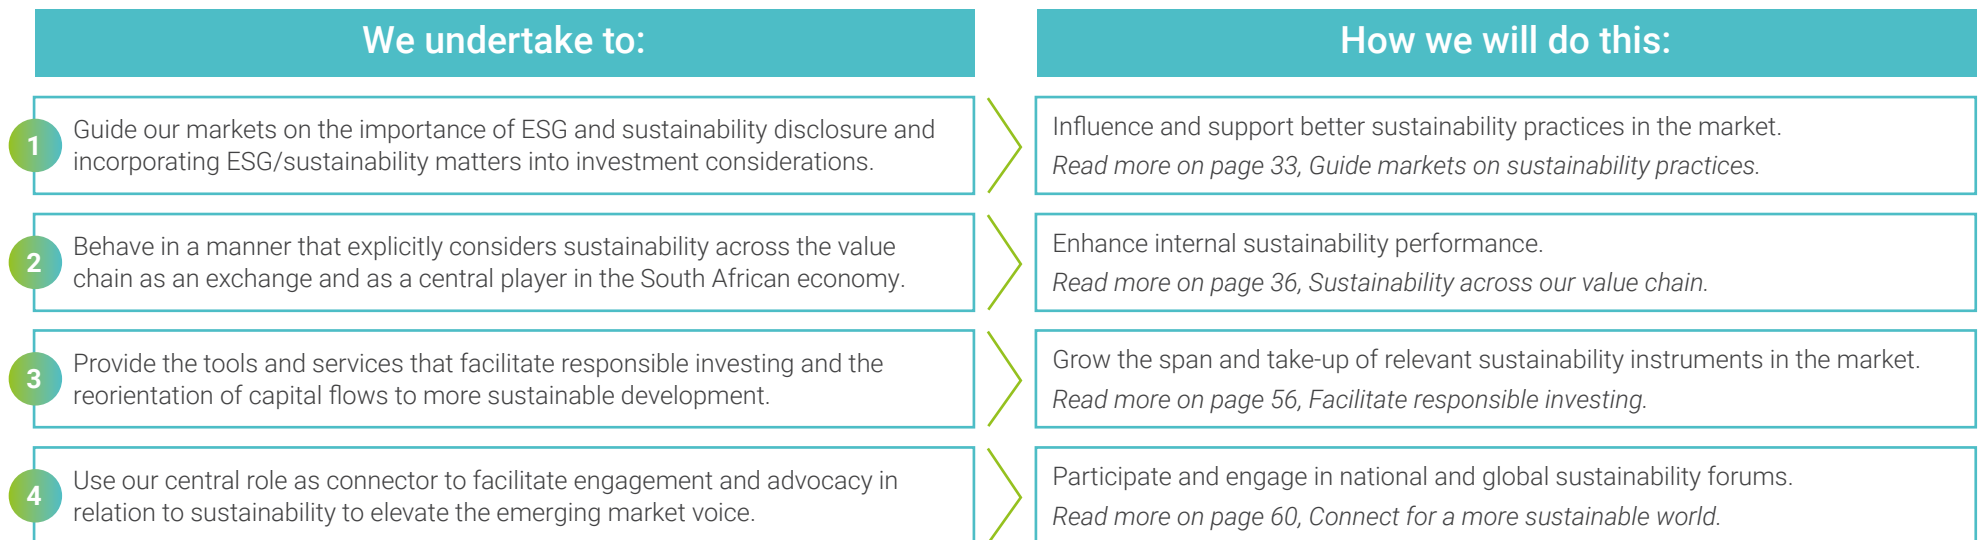 We undertake to:
How we will do this:
1
Guide our markets on the importance of ESG and sustainability disclosure and
incorporating ESG/sustainability matters into investment considerations.
Influence and support better sustainability practices in the market.
Read more on page 33, Guide markets on sustainability practices.
2
Behave in a manner that explicitly considers sustainability across the value
chain as an exchange and as a central player in the South African economy.
Enhance internal sustainability performance.
Read more on page 36, Sustainability across our value chain.
3
Provide the tools and services that facilitate responsible investing and the
reorientation of capital flows to more sustainable development.
Grow the span and take-up of relevant sustainability instruments in the market.
Read more on page 56, Facilitate responsible investing.
4
Use our central role as connector to facilitate engagement and advocacy in
relation to sustainability to elevate the emerging market voice.
Participate and engage in national and global sustainability forums.
Read more on page 60, Connect for a more sustainable world.